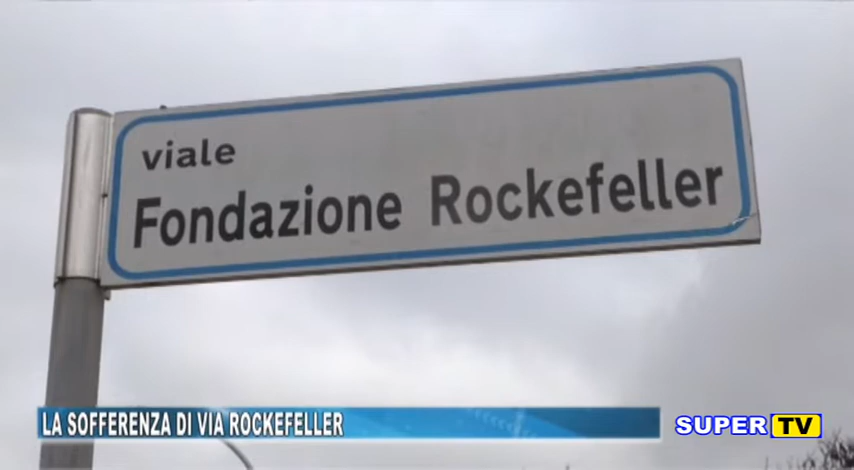 viale
Fondazione Rockefeller
LA SOFFERENZA DI VIA ROCKEFELLER
SUPER TV